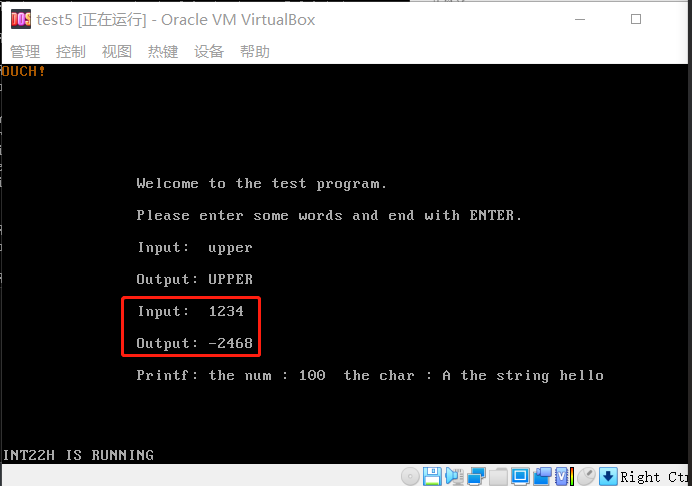 DOS test5 [正在运行] - Oracle VM VirtualBox
管理 控制 视图 热键 设备 帮助
OUCH!
Welcome to the test program.
Please enter some words and end with ENTER.
Input: upper
Output: UPPER
Input: 1234
Output: -2468
Printf: the num : 100 the char : A the string hello
INT22H IS RUNNING
Right Ct